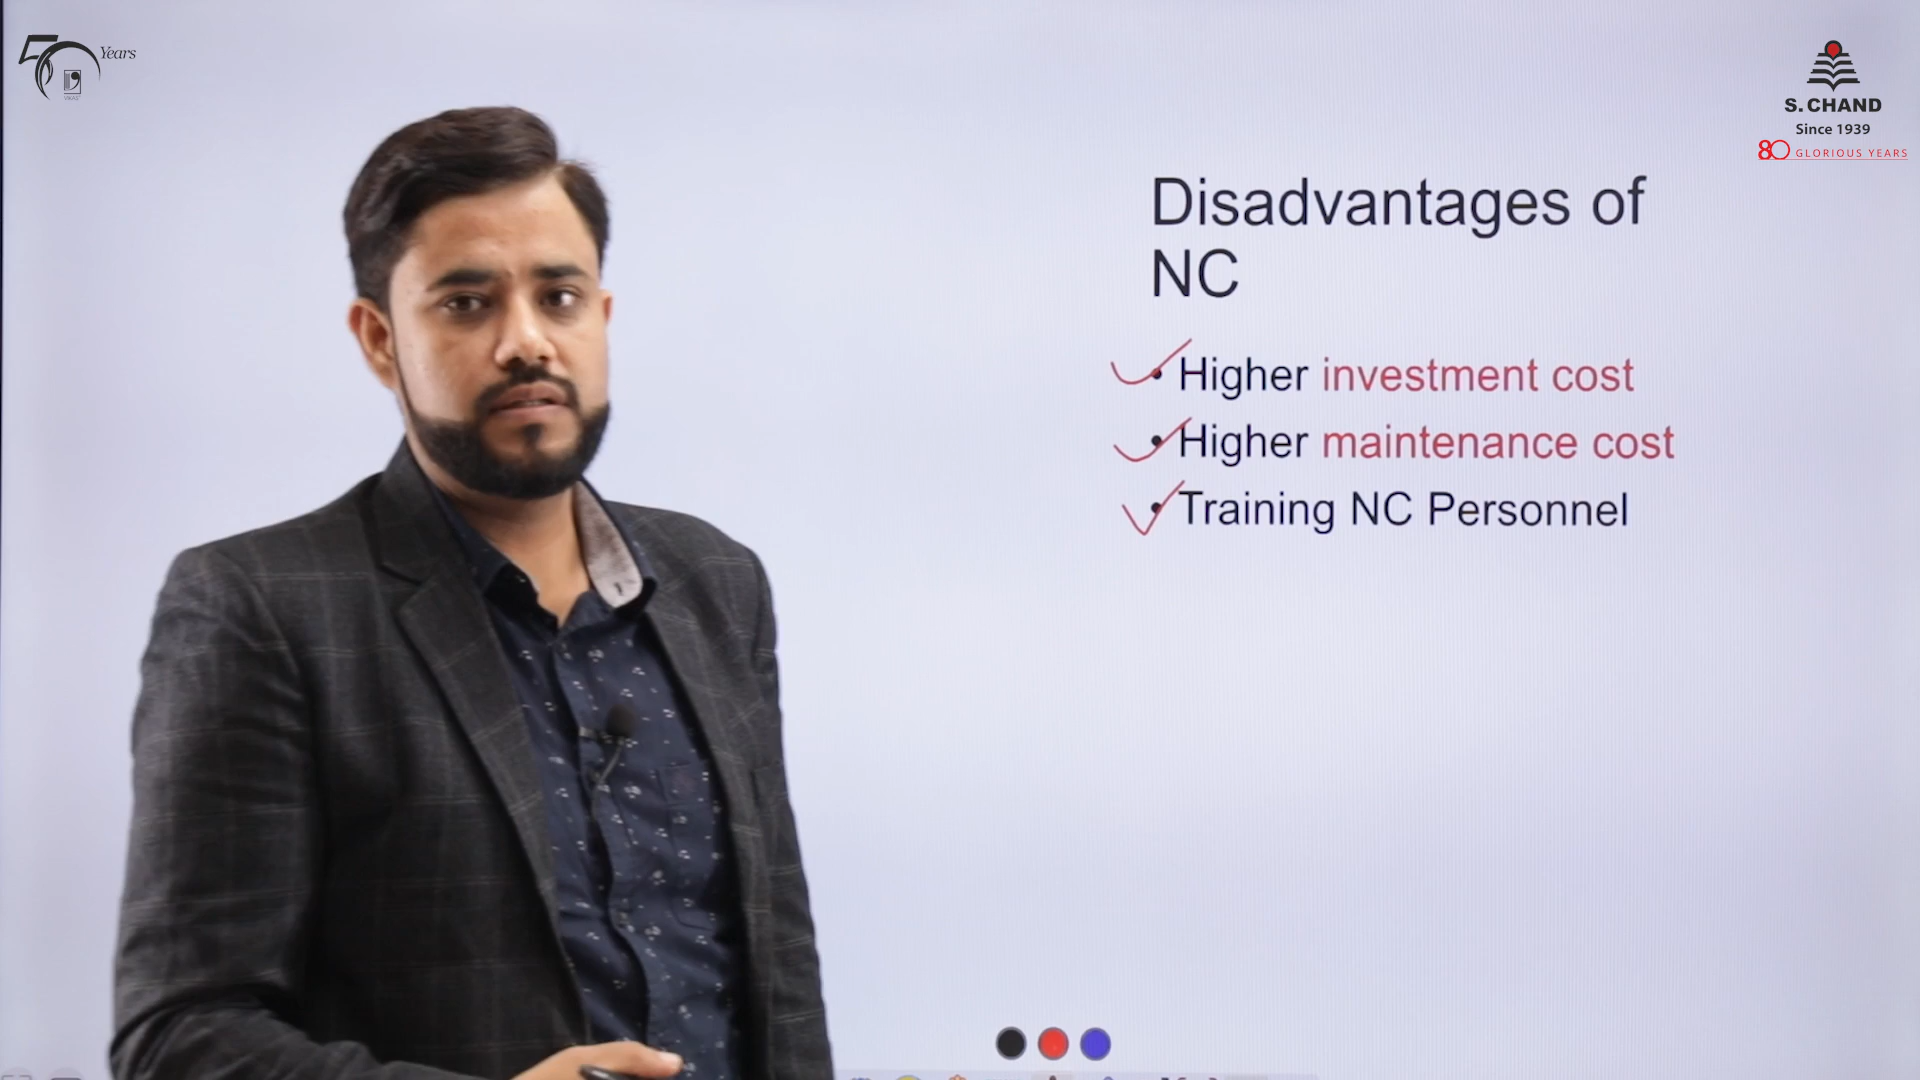 50 Years
VIKAS
S. CHAND
Since 1939
80 GLORIOUS YEARS
Disadvantages of
NC
• Higher investment cost
• Higher maintenance cost
• Training NC Personnel